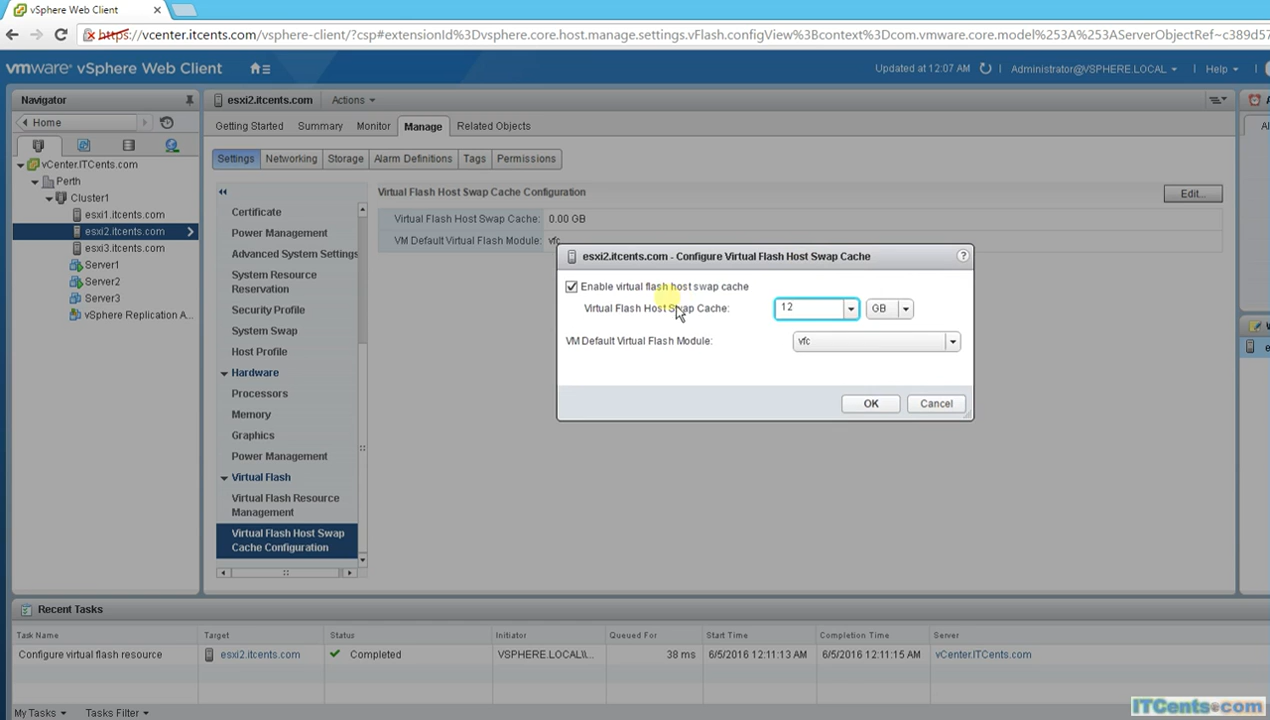 vSphere Web Client
https://vcenter.itcents.com/vsphere-client/?csp#extensionId%3Dvsphere.core.host.manage.settings.vFlash.configView%3Bcontext%3Dcom.vmware.core.model%253A%253AServerObjectRef~c389d57
vmware® vSphere Web Client
Updated at 12:07 AM
Administrator@VSPHERE.LOCAL
Help
Navigator
esxi2.itcents.com
Actions
Home
Getting Started
Summary
Monitor
Manage
Related Objects
Settings
Networking
Storage
Alarm Definitions
Tags
Permissions
vCenter.ITCents.com
Perth
Cluster1
esxi1.itcents.com
esxi2.itcents.com
esxi3.itcents.com
Server1
Server2
Server3
vSphere Replication A...
Certificate
Power Management
Advanced System Settings
System Resource
Reservation
Security Profile
System Swap
Host Profile
Hardware
Processors
Memory
Graphics
Power Management
Virtual Flash
Virtual Flash Resource
Management
Virtual Flash Host Swap
Cache Configuration
Virtual Flash Host Swap Cache Configuration
Edit...
Virtual Flash Host Swap Cache: 0.00 GB
VM Default Virtual Flash Module: vfc
esxi2.itcents.com - Configure Virtual Flash Host Swap Cache
?
Enable virtual flash host swap cache
Virtual Flash Host Swap Cache: 12 GB
VM Default Virtual Flash Module: vfc
OK
Cancel
Recent Tasks
Task Name Target Status Initiator Queued For Start Time Completion Time Server
Configure virtual flash resource esxi2.itcents.com Completed VSPHERE.LOCAL\... 38 ms 6/5/2016 12:11:13 AM 6/5/2016 12:11:15 AM vCenter.ITCents.com
My Tasks
Tasks Filter
ITCents.com